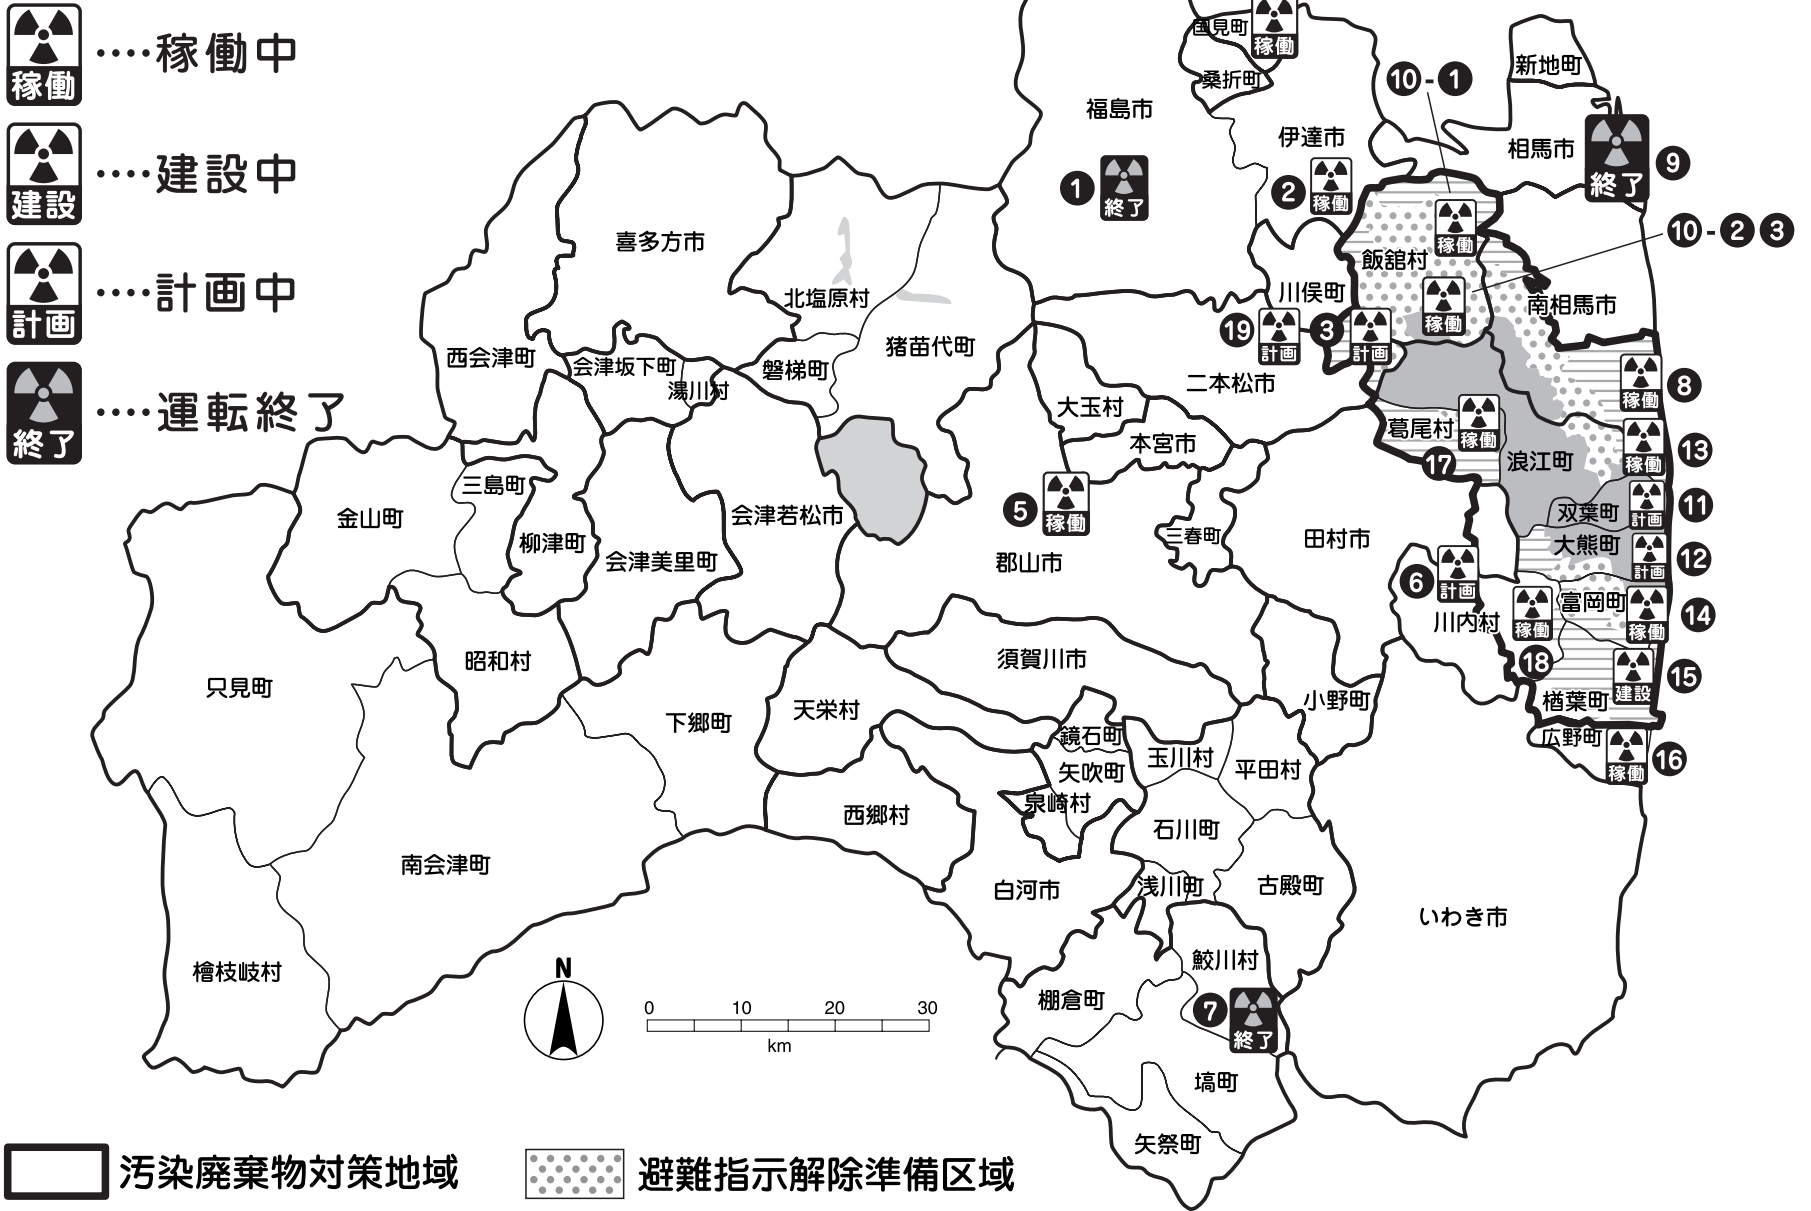 稼働 ····稼働中
建設 ····建設中
計画 ····計画中
終了 ····運転終了
国見町
稼働
桑折町
新地町
10-1
福島市
伊達市
相馬市
終了
9
1
終了
2
稼働
10-2 3
喜多方市
稼働
飯舘村
北塩原村
川俣町
稼働
南相馬市
19
計画
3
計画
西会津町
会津坂下町
湯川村
磐梯町
猪苗代町
二本松市
稼働
8
大玉村
本宮市
葛尾村
稼働
17
浪江町
稼働
13
三島町
金山町
柳津町
会津若松市
会津美里町
5
稼働
郡山市
三春町
田村市
双葉町
計画
11
大熊町
計画
12
6
計画
川内村
稼働
18
富岡町
稼働
14
昭和村
只見町
須賀川市
小野町
楢葉町
建設
15
下郷町
天栄村
鏡石町
玉川村
平田村
広野町
稼働
16
矢吹町
泉崎村
西郷村
石川町
南会津町
白河市
浅川町
古殿町
いわき市
檜枝岐村
鮫川村
棚倉町
7
終了
塙町
矢祭町
N
0 10 20 30
km
汚染廃棄物対策地域
避難指示解除準備区域